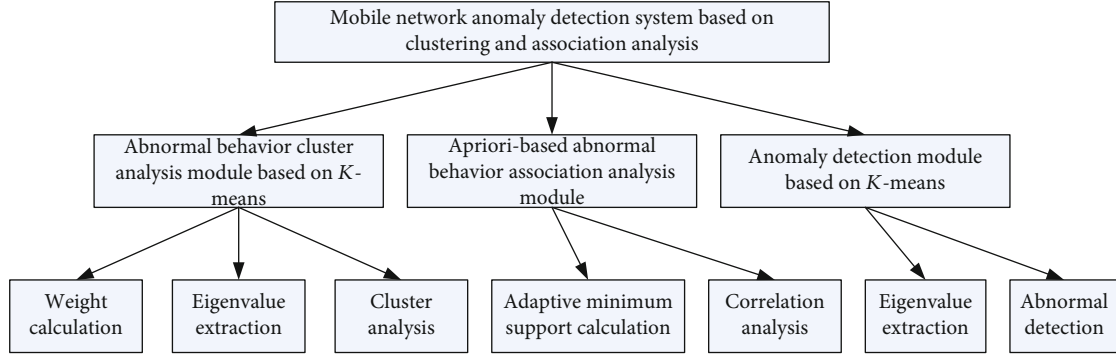 Mobile network anomaly detection system based on
clustering and association analysis
Abnormal behavior cluster
analysis module based on K-
means
Apriori-based abnormal
behavior association analysis
module
Anomaly detection module
based on K-means
Weight
calculation
Eigenvalue
extraction
Cluster
analysis
Adaptive minimum
support calculation
Correlation
analysis
Eigenvalue
extraction
Abnormal
detection